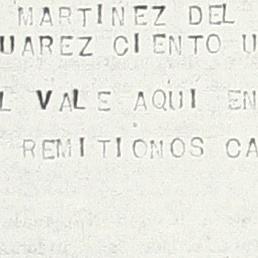 MARTINEZ DEL
UAREZ CIENTO U
L VALE AQUI EN
REMITIONOS CA